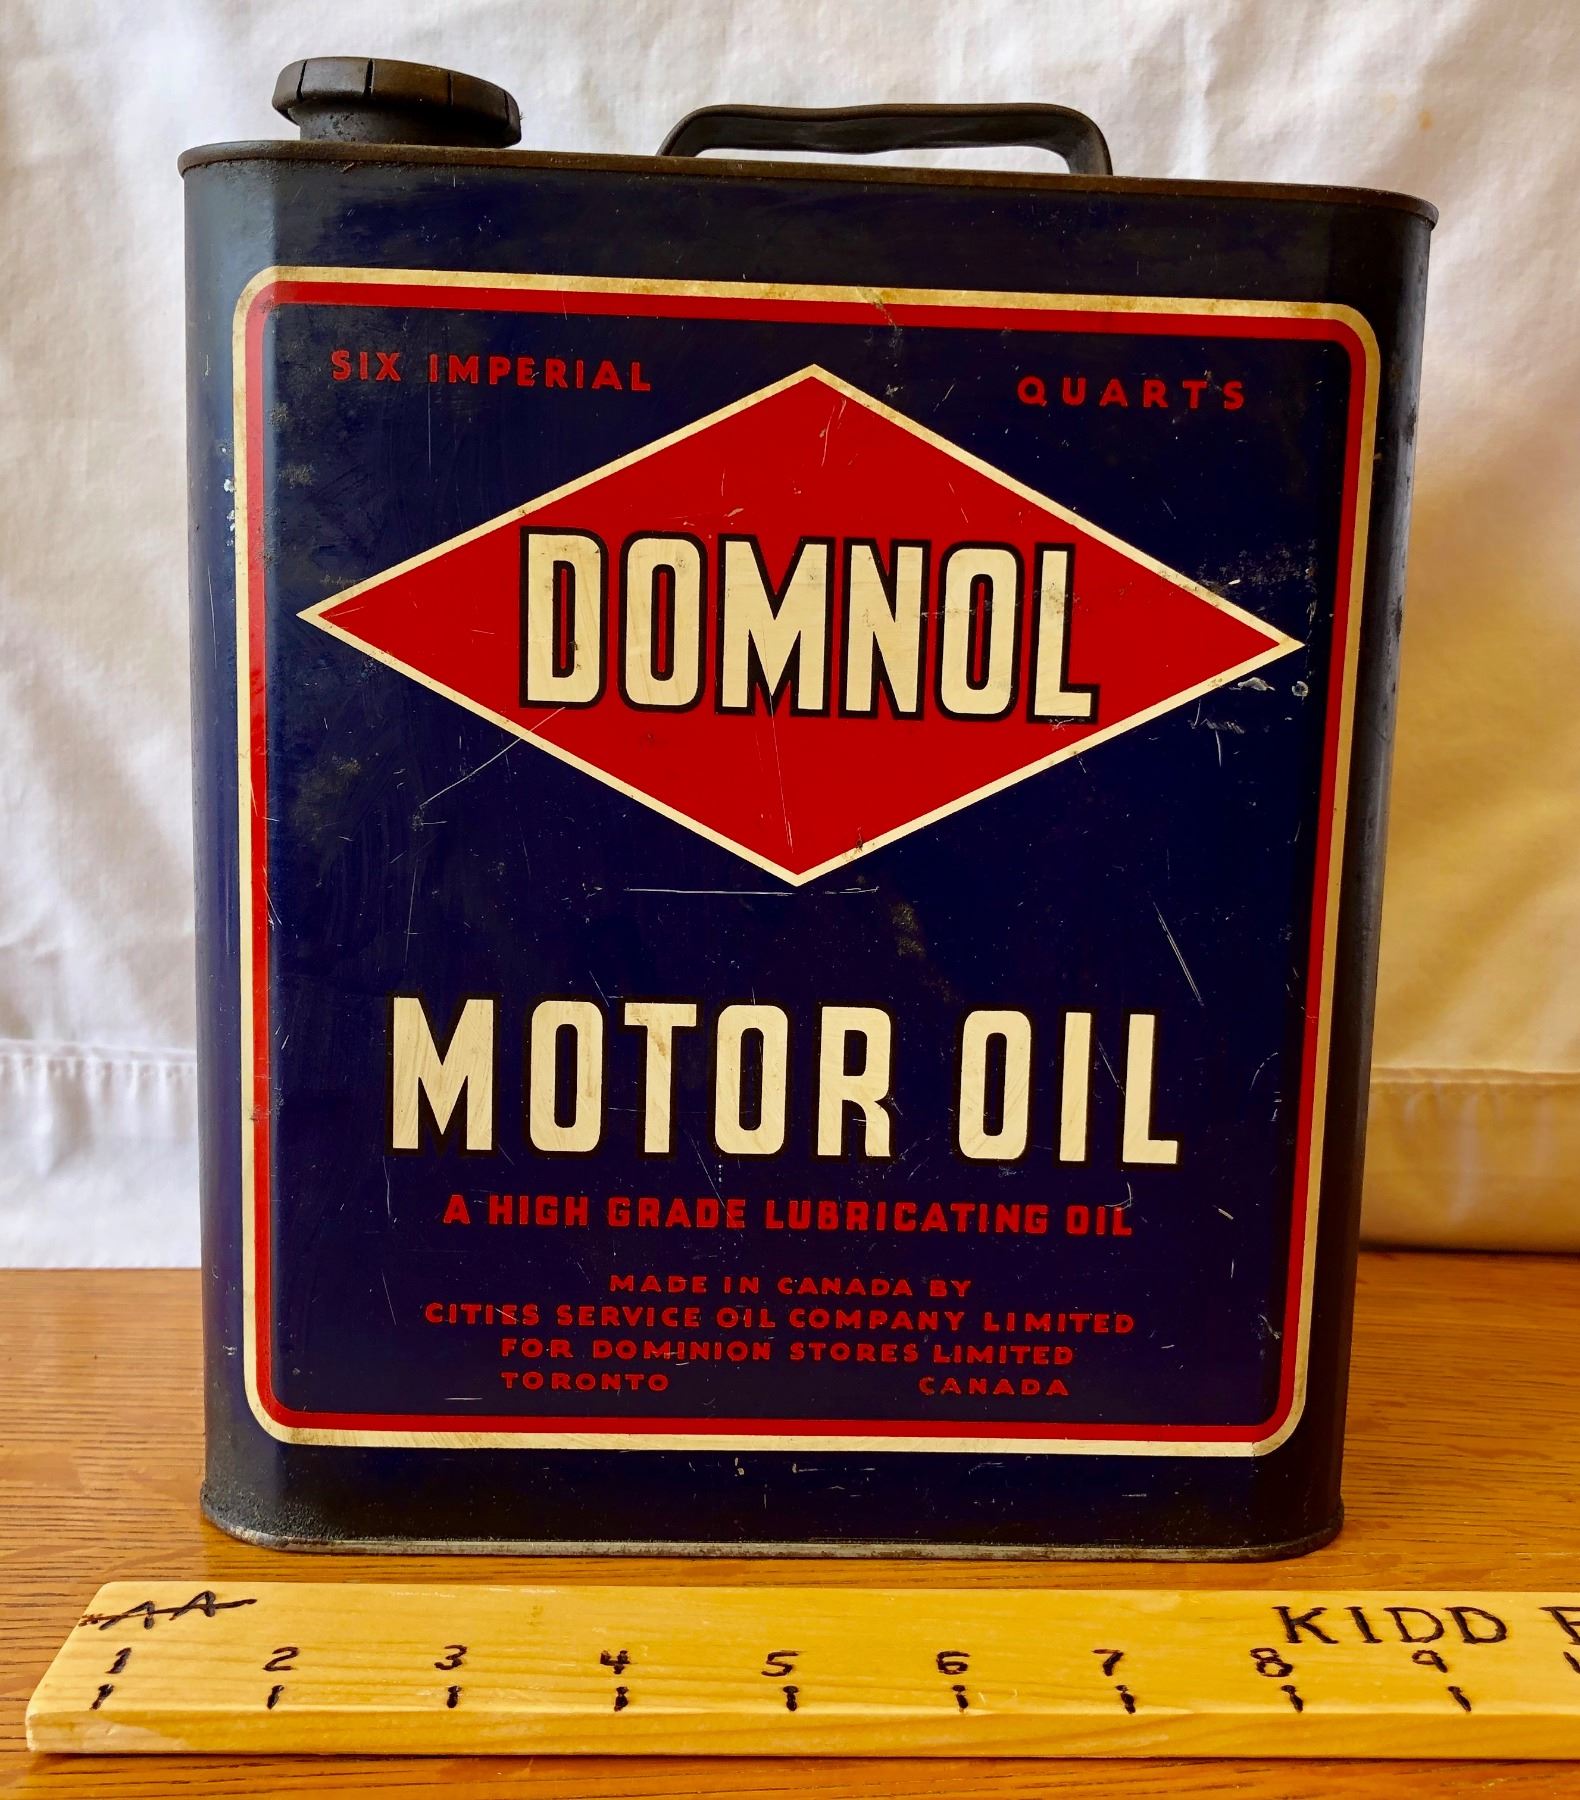 SIX IMPERIAL QUARTS
DOMNOL
MOTOR OIL
A HIGH GRADE LUBRICATING OIL
MADE IN CANADA BY
CITIES SERVICE OIL COMPANY LIMITED
FOR DOMINION STORES LIMITED
TORONTO CANADA
AA KIDD
1 2 3 4 5 6 7 8 9